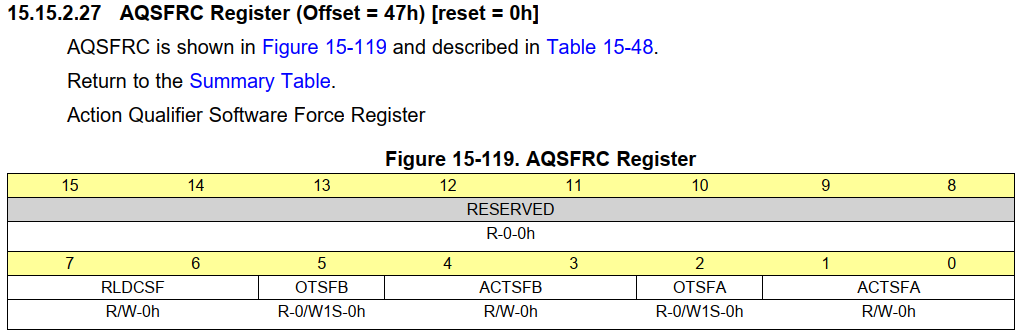 15.15.2.27 AQSFRC Register (Offset = 47h) [reset = 0h]
AQSFRC is shown in Figure 15-119 and described in Table 15-48.
Return to the Summary Table.
Action Qualifier Software Force Register
Figure 15-119. AQSFRC Register
15 14 13 12 11 10 9 8
RESERVED
R-0-0h
7 6 5 4 3 2 1 0
RLDCSF OTSFB ACTSFB OTSFA ACTSFA
R/W-0h R-0/W1S-0h R/W-0h R-0/W1S-0h R/W-0h